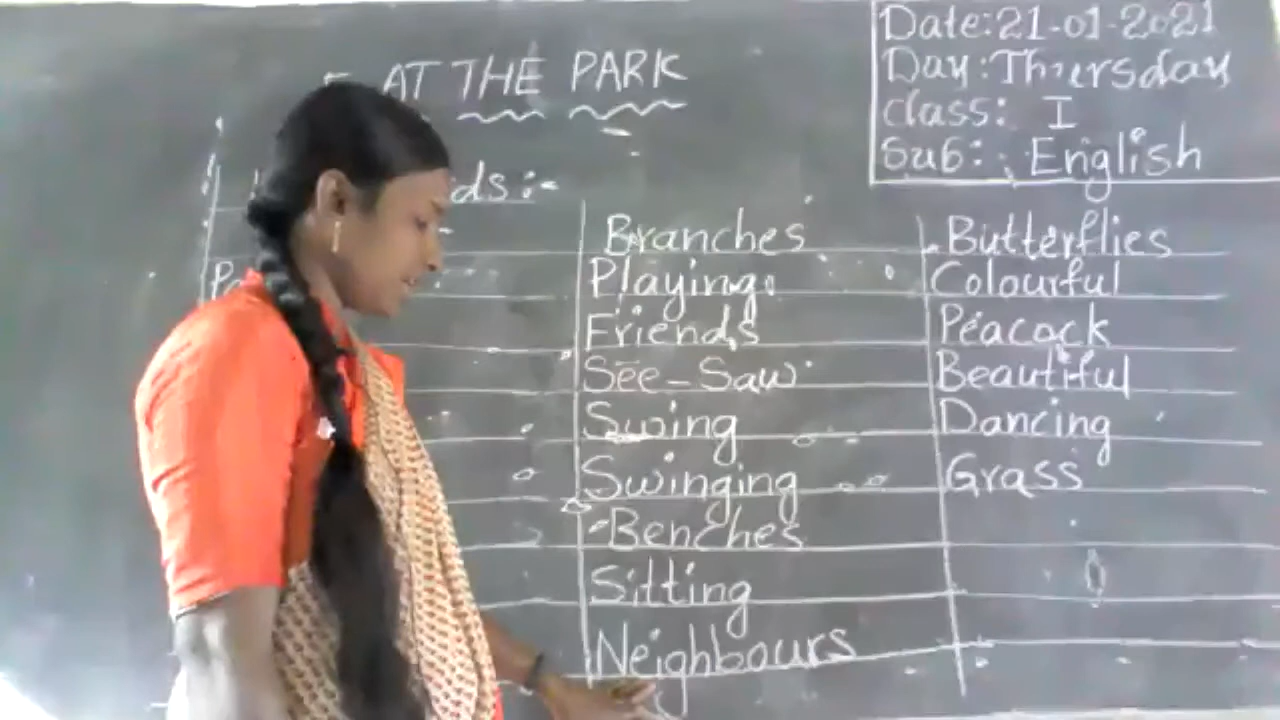 AT THE PARK
Date:21-01-2021
Day:Thursday
Class: I
Sub: English
Branches
Playing
Friends
See-Saw
Swing
Swinging
Benches
Sitting
Neighbours
Butterflies
Colourful
Peacock
Beautiful
Dancing
Grass